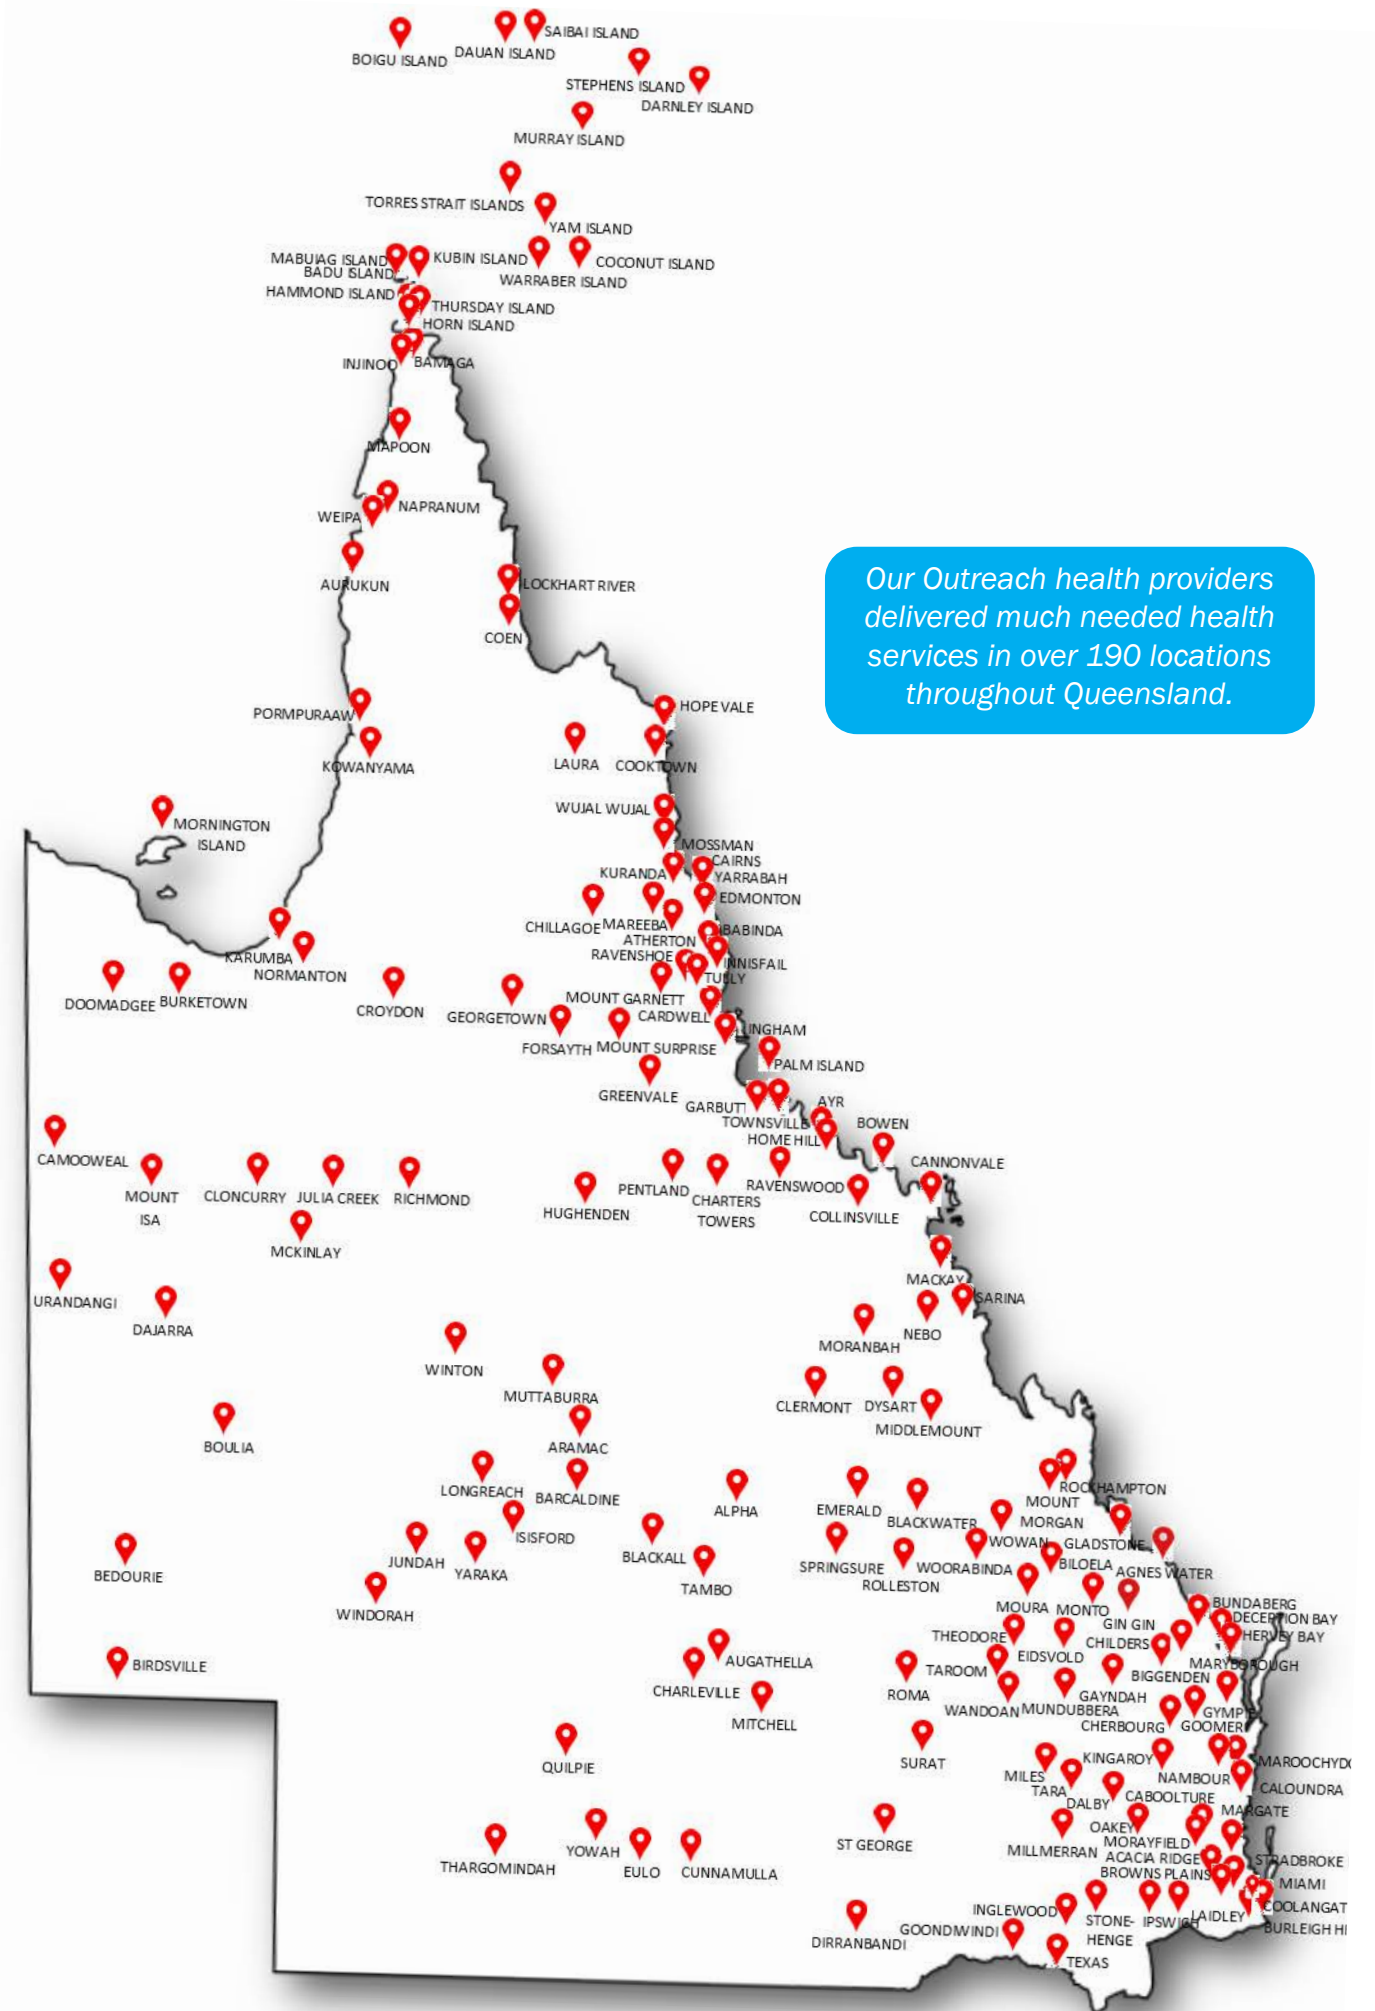 SAIBAI ISLAND
DAUAN ISLAND
BOIGU ISLAND
STEPHENS ISLAND
DARNLEY ISLAND
MURRAY ISLAND
TORRES STRAIT ISLANDS
YAM ISLAND
MABUIAG ISLAND
KUBIN ISLAND
COCONUT ISLAND
BADU ISLAND
WARRABER ISLAND
HAMMOND ISLAND
THURSDAY ISLAND
HORN ISLAND
INJINOO
BAMAGA
MAPOON
NAPRANUM
WEIPA
AURUKUN
LOCKHART RIVER
COEN
Our Outreach health providers
delivered much needed health
services in over 190 locations
throughout Queensland.
HOPE VALE
PORMPURAAW
LAURA
COOKTOWN
KOWANYAMA
WUJAL WUJAL
MORNINGTON
ISLAND
MOSSMAN
CAIRNS
KURANDA
YARRABAH
EDMONTON
CHILLAGOE
MAREEBA
BABINDA
ATHERTON
RAVENSHOE
INNISFAIL
KARUMBA
NORMANTON
TULLY
DOOMADGEE
BURKETOWN
MOUNT GARNETT
CROYDON
GEORGETOWN
CARDWELL
INGHAM
FORSAYTH
MOUNT SURPRISE
PALM ISLAND
GREENVALE
GARBUTT
AYR
TOWNSVILLE
BOWEN
HOME HILL
CAMOOWEAL
CANNONVALE
MOUNT
ISA
CLONCURRY
JULIA CREEK
RICHMOND
PENTLAND
RAVENSWOOD
CHARTERS
TOWERS
HUGHENDEN
COLLINSVILLE
MCKINLAY
MACKAY
URANDANGI
SARINA
DAJARRA
NEBO
MORANBAH
WINTON
MUTTABURRA
CLERMONT
DYSART
MIDDLEMOUNT
BOULIA
ARAMAC
LONGREACH
BARCALDINE
ROCKHAMPTON
ALPHA
EMERALD
MOUNT
MORGAN
BLACKWATER
ISISFORD
WOWAN
GLADSTONE
BLACKALL
JUNDAH
YARAKA
SPRINGSURE
WOORABINDA
BILOELA
AGNES WATER
BEDOURIE
TAMBO
ROLLESTON
WINDORAH
MOURA
MONTO
BUNDABERG
GIN GIN
DECEPTION BAY
THEODORE
CHILDERS
HERVEY BAY
EIDSVOLD
BIRDSVILLE
AUGATHELLA
TAROOM
BIGGENDEN
MARYBOROUGH
CHARLEVILLE
ROMA
GAYNDAH
WANDOAN
MUNDUBBERA
GYMPIE
MITCHELL
CHERBOURG
GOOMERI
QUILPIE
SURAT
KINGAROY
MAROOCHYDO
MILES
NAMBOUR
TARA
CALOUNDRA
DALBY
CABOOLTURE
MARGATE
ST GEORGE
OAKEY
MORAYFIELD
YOWAH
MILLMERRAN
ACACIA RIDGE
STRADBROKE
THARGOMINDAH
EULO
CUNNAMULLA
BROWNS PLAINS
MIAMI
INGLEWOOD
COOLANGAT
STONE-
HENGE
IPSWICH
LAIDLEY
GOONDIWINDI
BURLEIGH HE
DIRRANBANDI
TEXAS